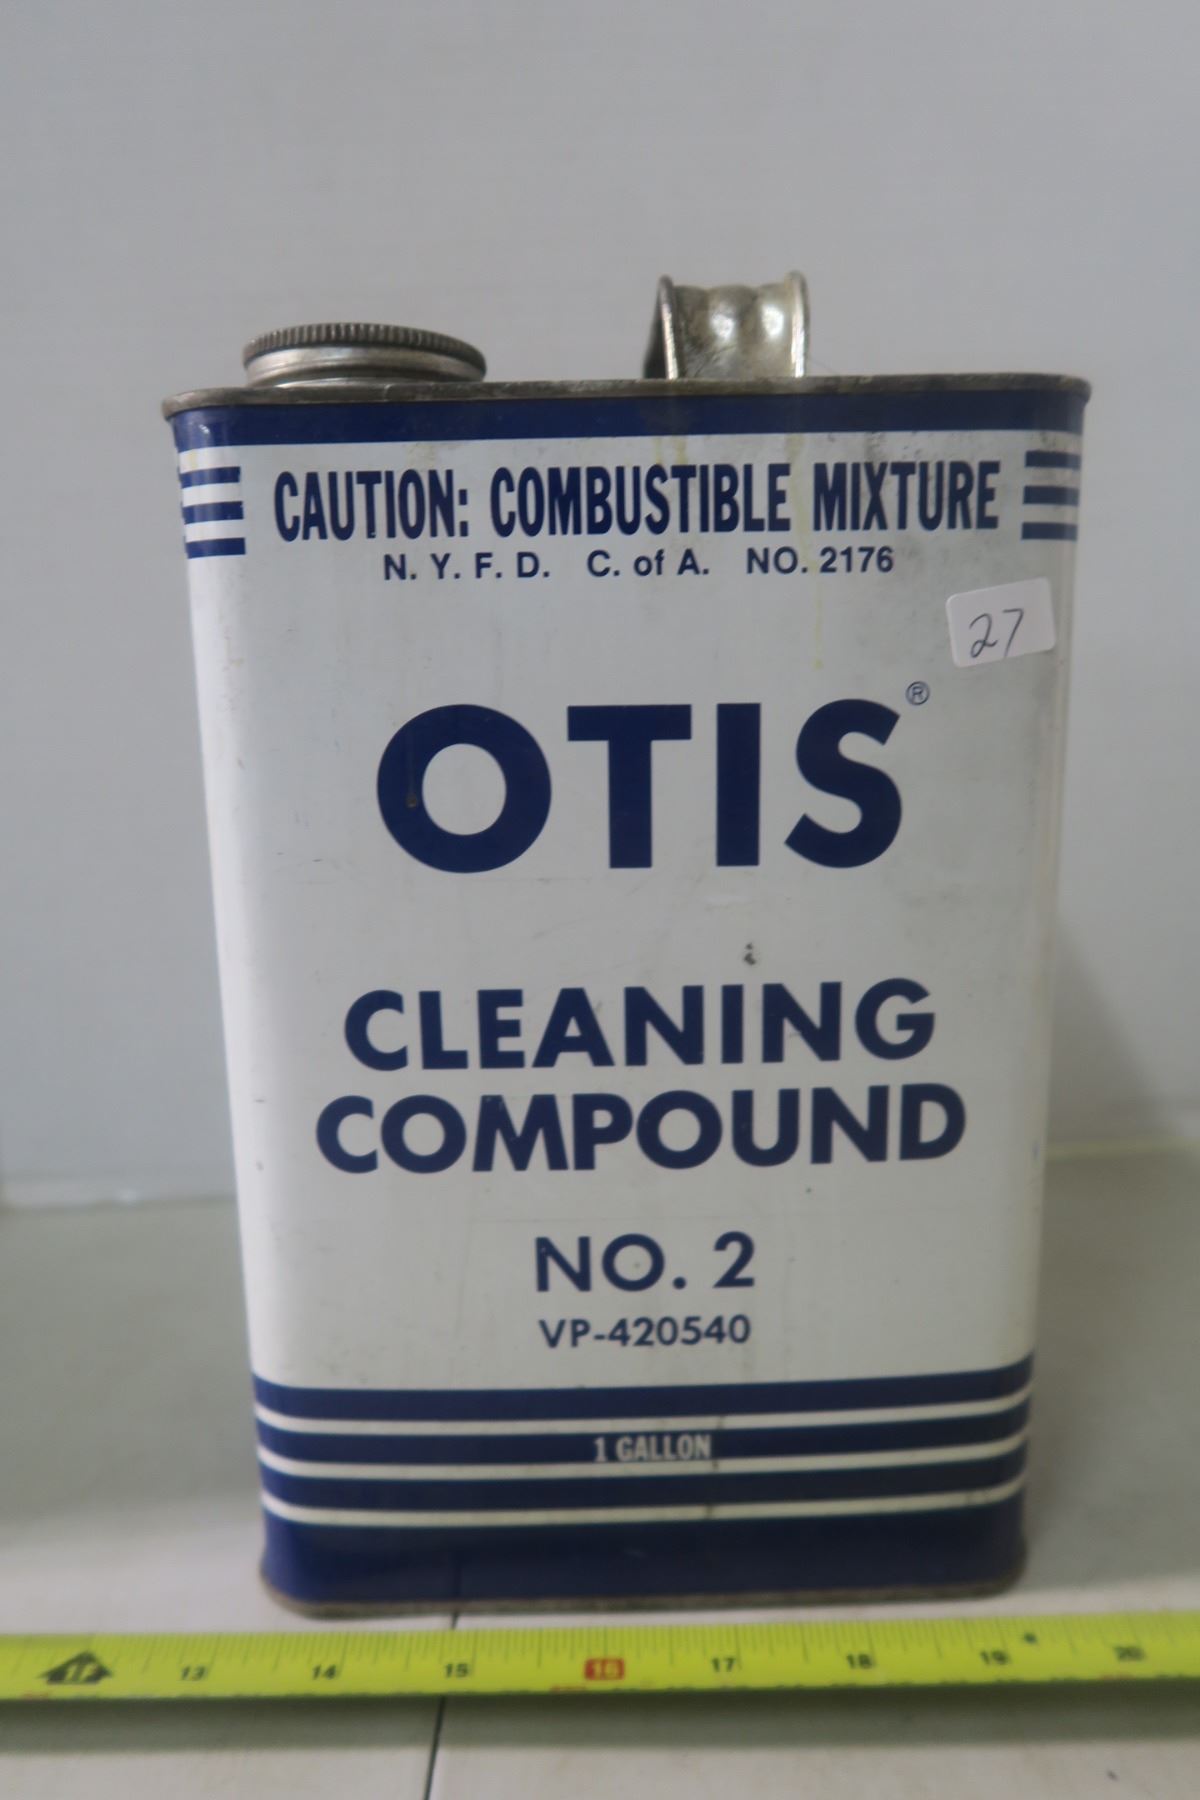 CAUTION: COMBUSTIBLE MIXTURE
N. Y. F. D. C. of A. NO. 2176
27
OTIS®
CLEANING
COMPOUND
NO. 2
VP-420540
1 GALLON
1F 13 14 15 16 17 18 19 20